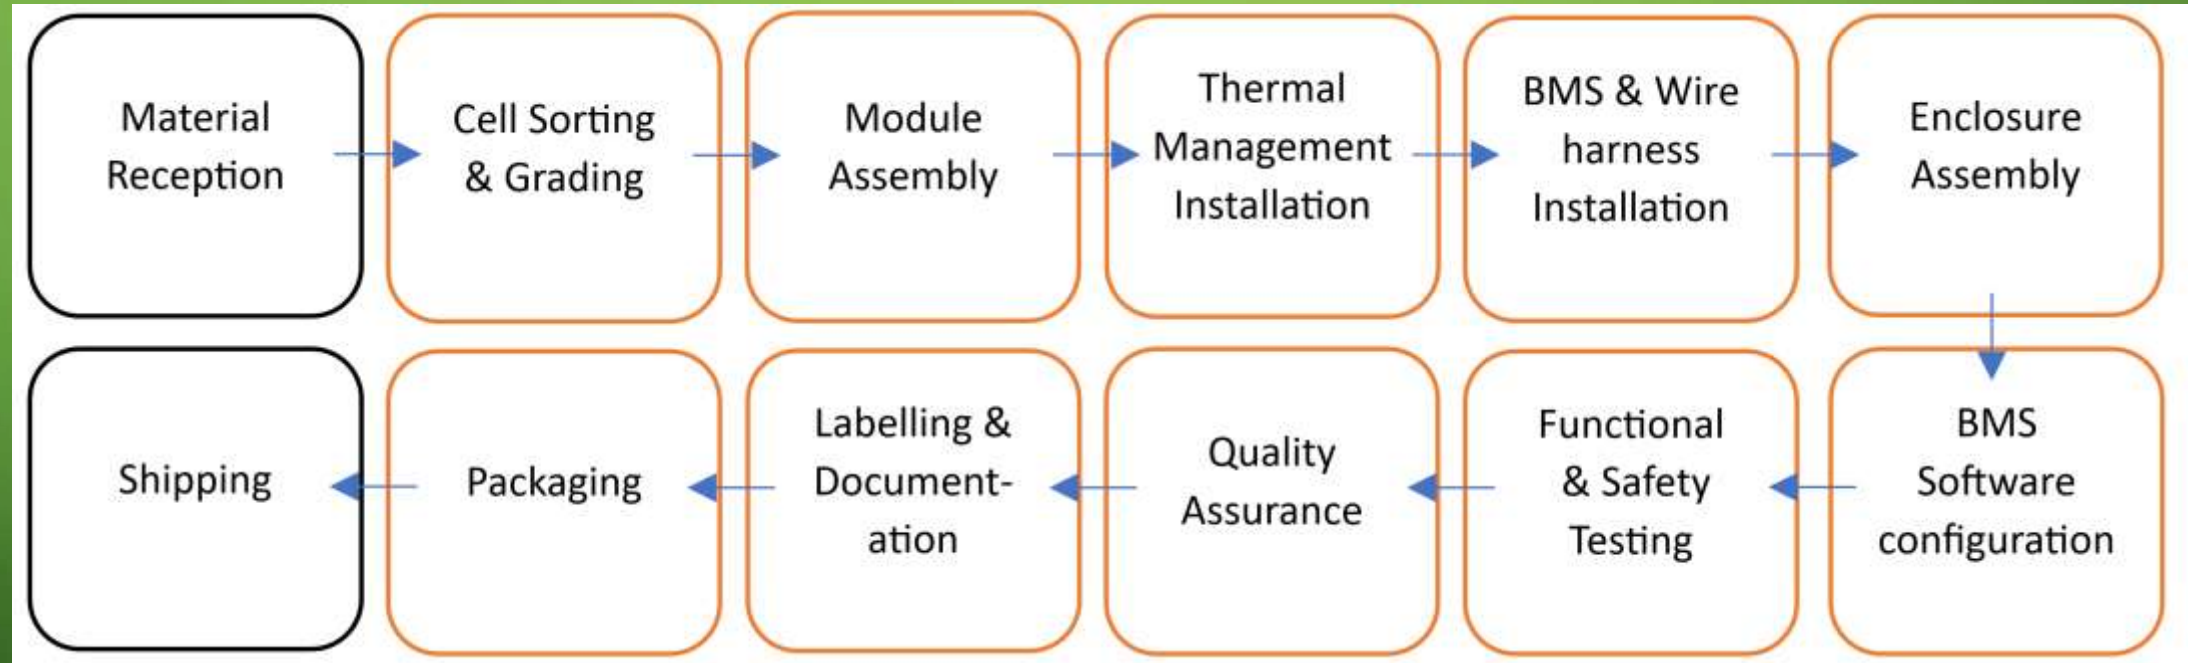 Material
Reception
Cell Sorting
& Grading
Module
Assembly
Thermal
Management
Installation
BMS & Wire
harness
Installation
Enclosure
Assembly
BMS
Software
configuration
Functional
& Safety
Testing
Quality
Assurance
Labelling &
Document-
ation
Packaging
Shipping